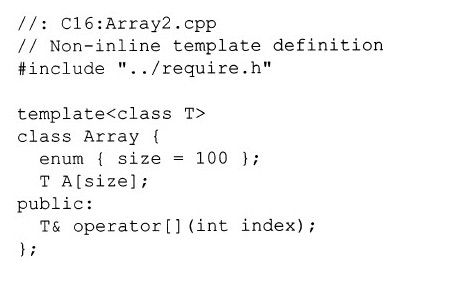 //: C16:Array2.cpp
// Non-inline template definition
#include "../require.h"

template<class T>
class Array {
  enum { size = 100 };
  T A[size];
public:
  T& operator[](int index);
};